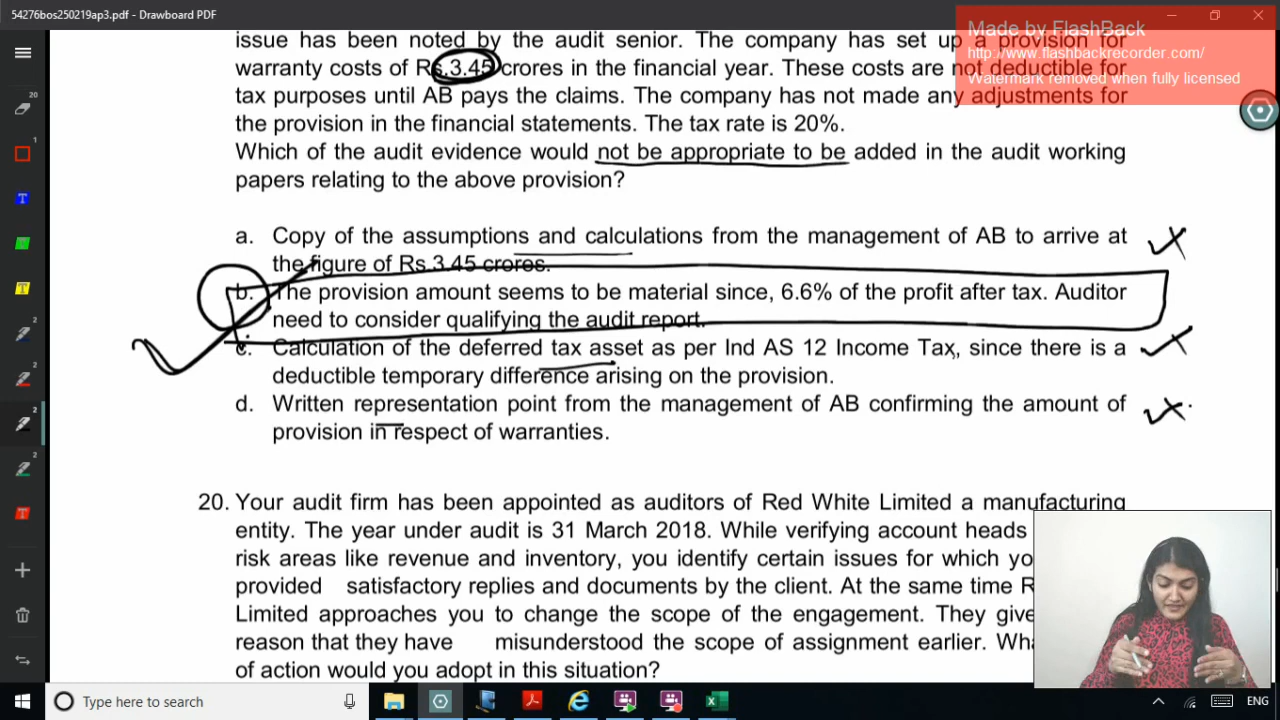 54276bos250219ap3.pdf - Drawboard PDF
Made by FlashBack
http://www.flashbackrecorder.com/
Watermark removed when fully licensed
issue has been noted by the audit senior. The company has set up a provision for
warranty costs of Rs.3.45 crores in the financial year. These costs are not deductible for
tax purposes until AB pays the claims. The company has not made any adjustments for
the provision in the financial statements. The tax rate is 20%.
Which of the audit evidence would not be appropriate to be added in the audit working
papers relating to the above provision?
a. Copy of the assumptions and calculations from the management of AB to arrive at
the figure of Rs.3.45 crores.
b. The provision amount seems to be material since, 6.6% of the profit after tax. Auditor
need to consider qualifying the audit report.
c. Calculation of the deferred tax asset as per Ind AS 12 Income Tax, since there is a
deductible temporary difference arising on the provision.
d. Written representation point from the management of AB confirming the amount of
provision in respect of warranties.
20. Your audit firm has been appointed as auditors of Red White Limited a manufacturing
entity. The year under audit is 31 March 2018. While verifying account heads
risk areas like revenue and inventory, you identify certain issues for which yo
provided satisfactory replies and documents by the client. At the same time R
Limited approaches you to change the scope of the engagement. They give
reason that they have misunderstood the scope of assignment earlier. Wha
of action would you adopt in this situation?
20
1
T
T
2
2
2
2
T
Type here to search
ENG